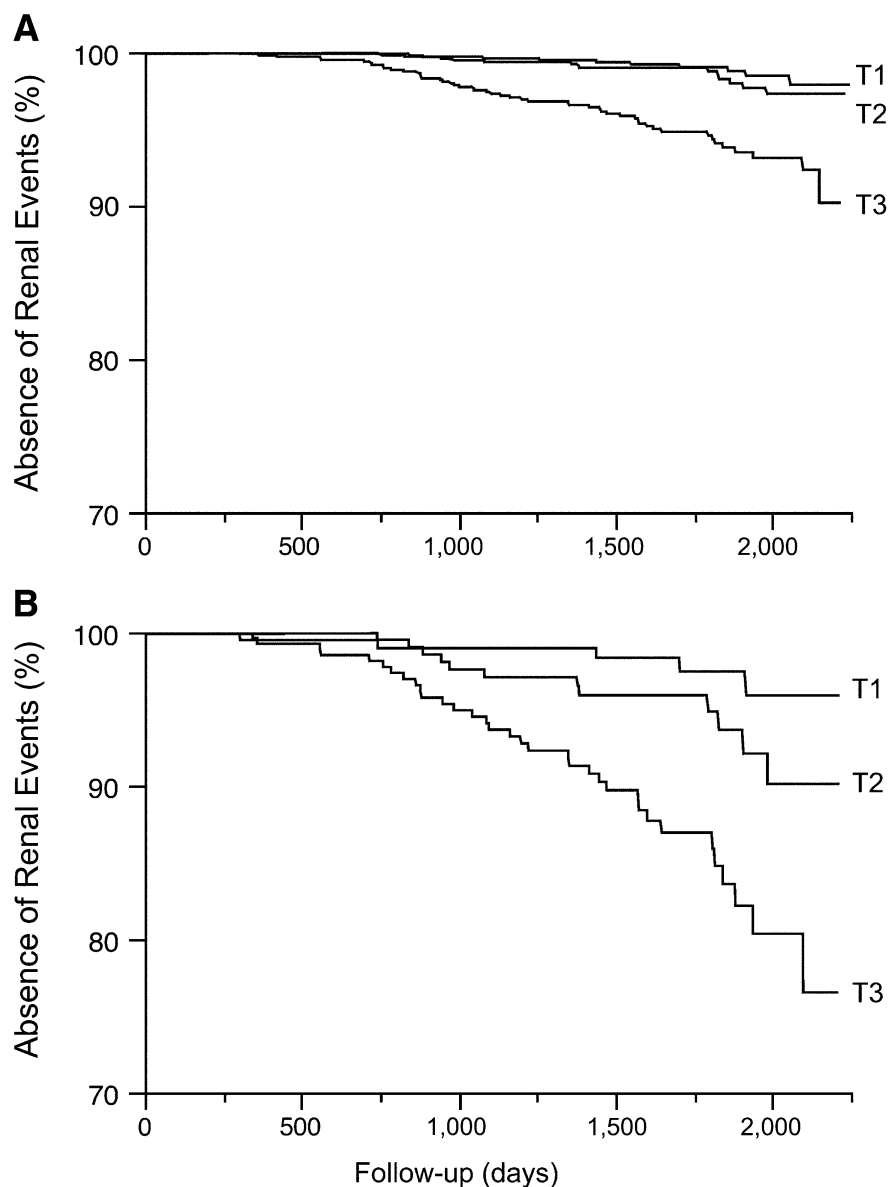 A
Absence of Renal Events (%)
100
90
80
70
0 500 1,000 1,500 2,000
T1
T2
T3
B
Absence of Renal Events (%)
100
90
80
70
0 500 1,000 1,500 2,000
T1
T2
T3
Follow-up (days)